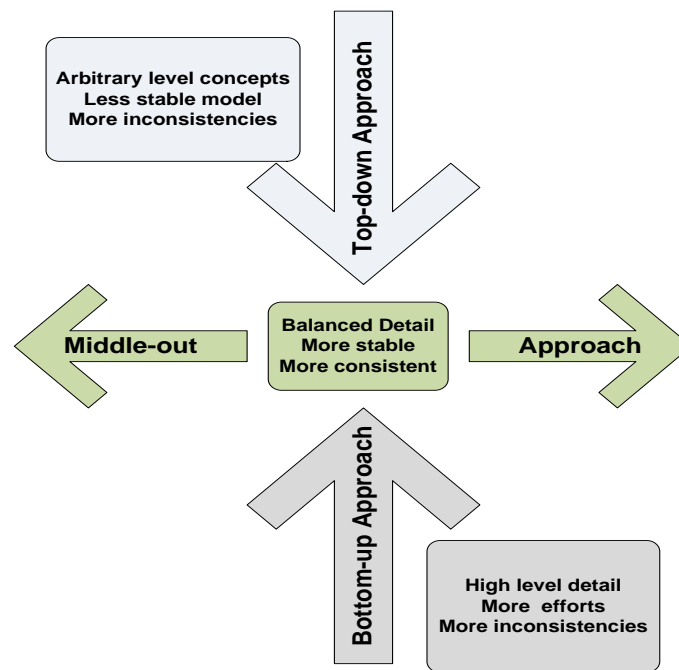 Arbitrary level concepts
Less stable model
More inconsistencies
Top-down Approach
Middle-out
Balanced Detail
More stable
More consistent
Approach
Bottom-up Approach
High level detail
More efforts
More inconsistencies